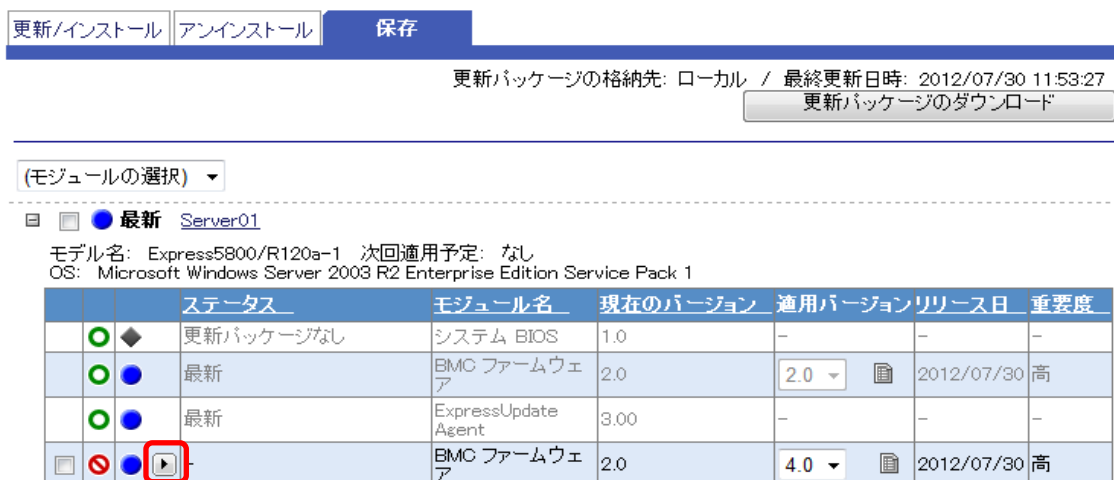 更新/インストール アンインストール 保存
更新パッケージの格納先: ローカル / 最終更新日時: 2012/07/30 11:53:27
更新パッケージのダウンロード
(モジュールの選択)
最新 Server01
モデル名: Express5800/R120a-1 次回適用予定: なし
OS: Microsoft Windows Server 2003 R2 Enterprise Edition Service Pack 1
ステータス モジュール名 現在のバージョン 適用バージョン リリース日 重要度
更新パッケージなし システム BIOS 1.0 - - -
最新 BMC ファームウェア 2.0 2.0 2012/07/30 高
最新 ExpressUpdate Agent 3.00 - - -
- BMC ファームウェア 2.0 4.0 2012/07/30 高